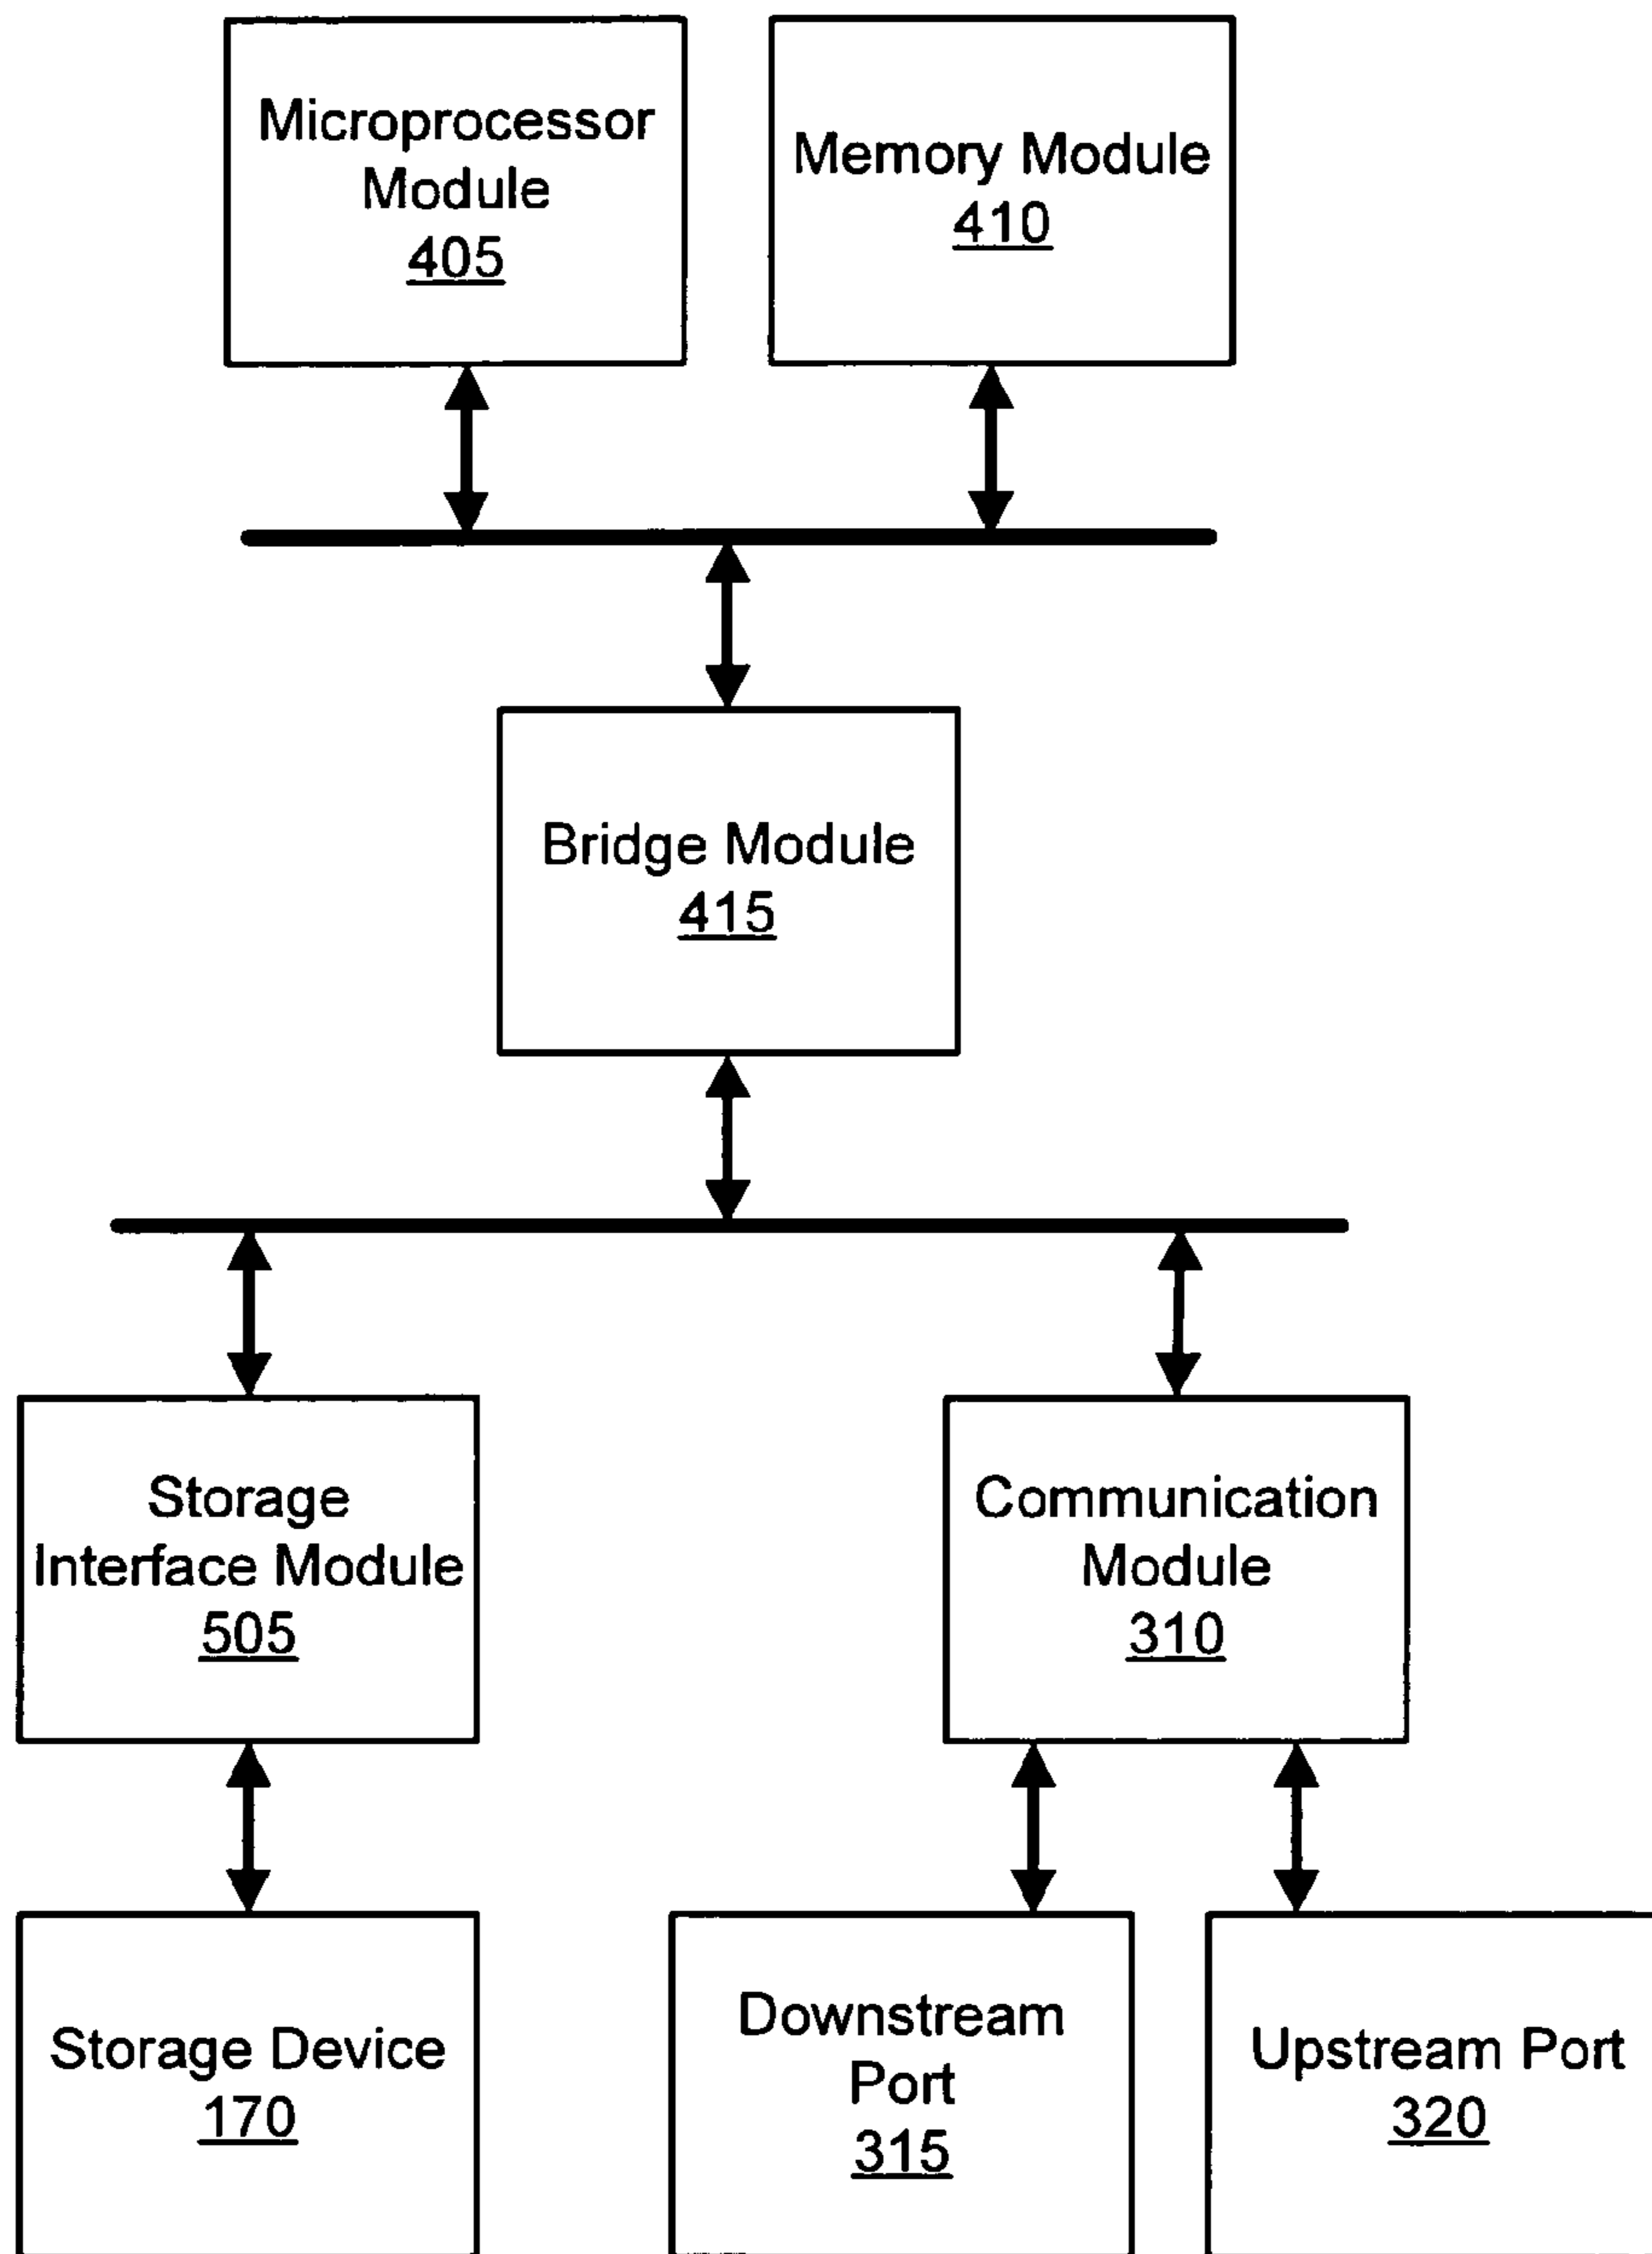 Microprocessor
Module
405
Memory Module
410
Bridge Module
415
Storage
Interface Module
505
Communication
Module
310
Storage Device
170
Downstream
Port
315
Upstream Port
320